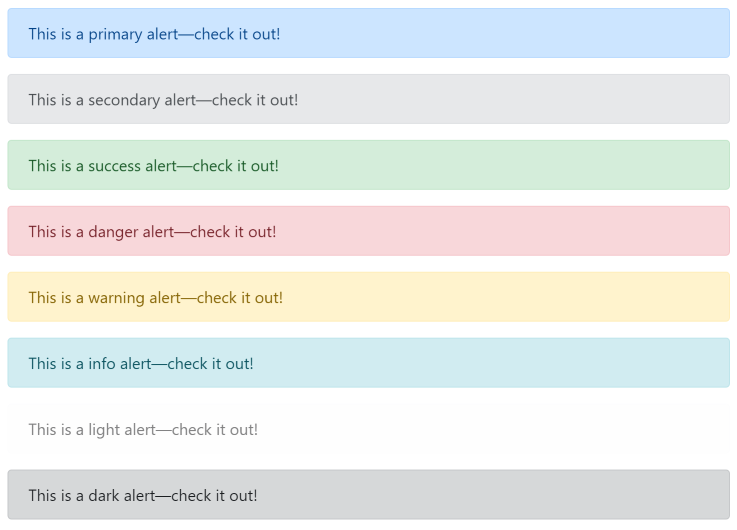 This is a primary alert—check it out!
This is a secondary alert—check it out!
This is a success alert—check it out!
This is a danger alert—check it out!
This is a warning alert—check it out!
This is a info alert—check it out!
This is a light alert—check it out!
This is a dark alert—check it out!